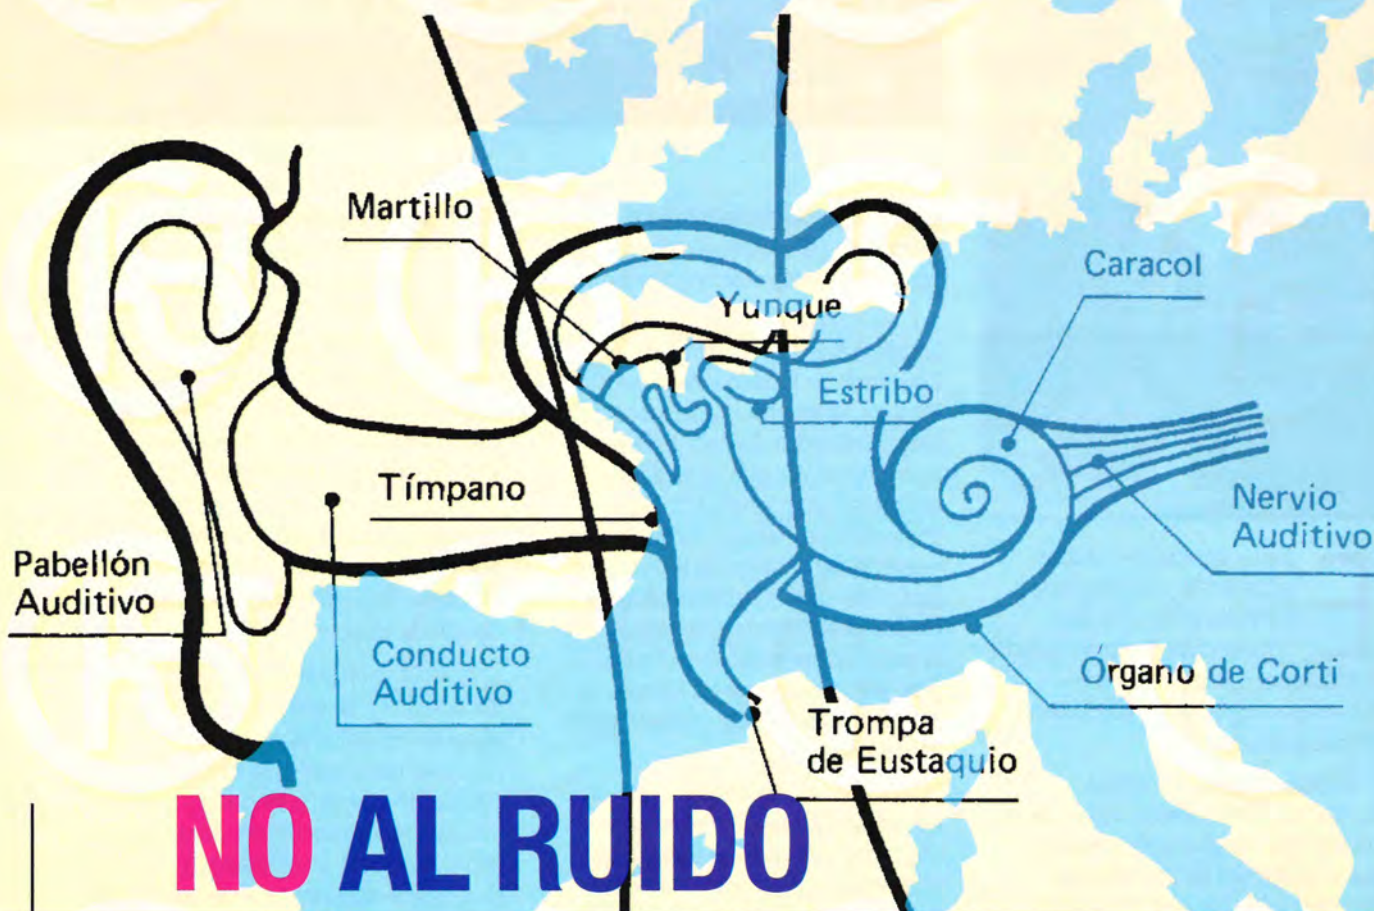 Martillo
Caracol
Yunque
Estribo
Tímpano
Nervio
Auditivo
Pabellón
Auditivo
Conducto
Auditivo
Órgano de Corti
Trompa
de Eustaquio
NO AL RUIDO